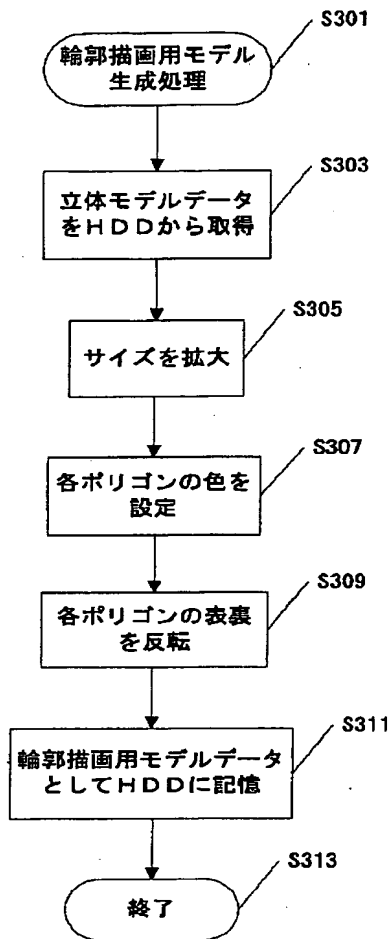 S301
輪郭描画用モデル
生成処理
S303
立体モデルデータ
をHDDから取得
S305
サイズを拡大
S307
各ポリゴンの色を
設定
S309
各ポリゴンの表裏
を反転
S311
輪郭描画用モデルデータ
としてHDDに記憶
S313
終了